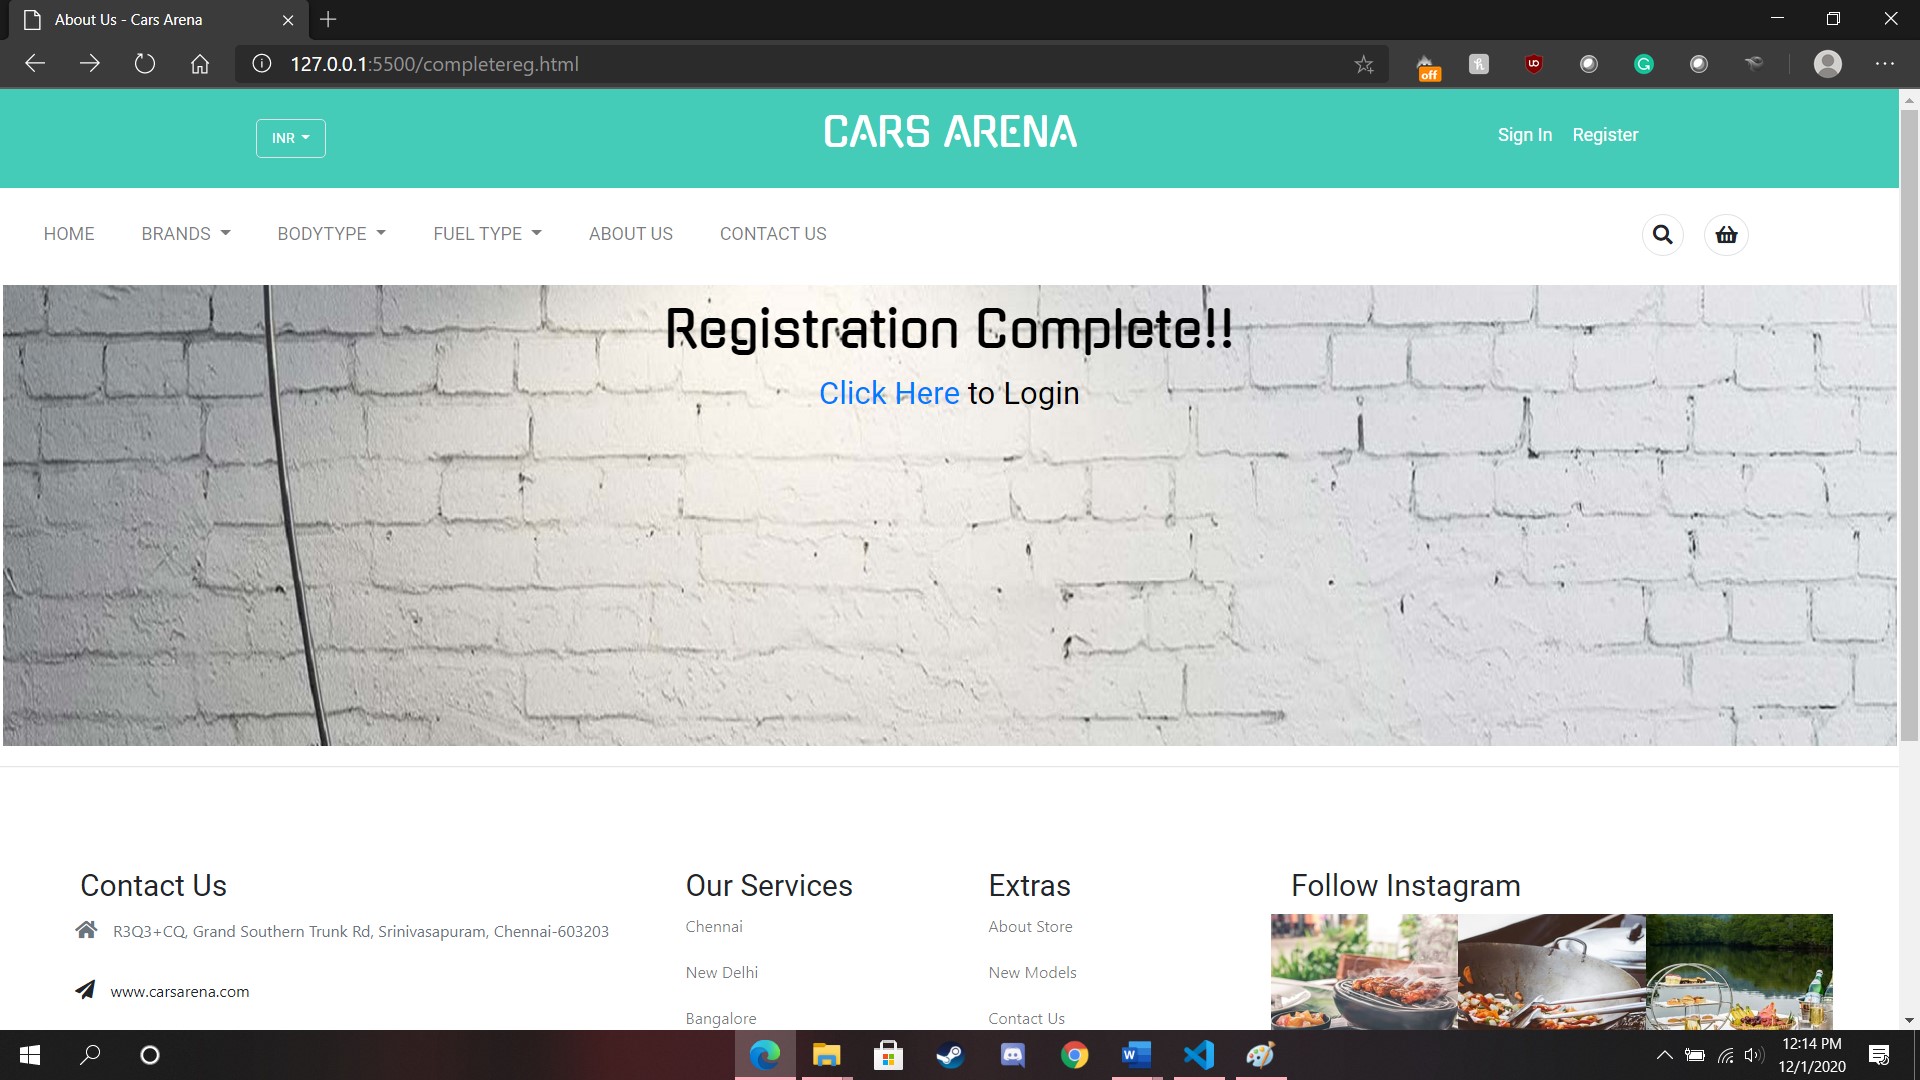 About Us - Cars Arena
127.0.0.1:5500/completereg.html
off
INR
CARS ARENA
Sign In Register
HOME BRANDS BODYTYPE FUEL TYPE ABOUT US CONTACT US
Registration Complete!!
Click Here to Login
Contact Us
R3Q3+CQ, Grand Southern Trunk Rd, Srinivasapuram, Chennai-603203
www.carsarena.com
Our Services
Chennai
New Delhi
Bangalore
Extras
About Store
New Models
Contact Us
Follow Instagram
12:14 PM
12/1/2020